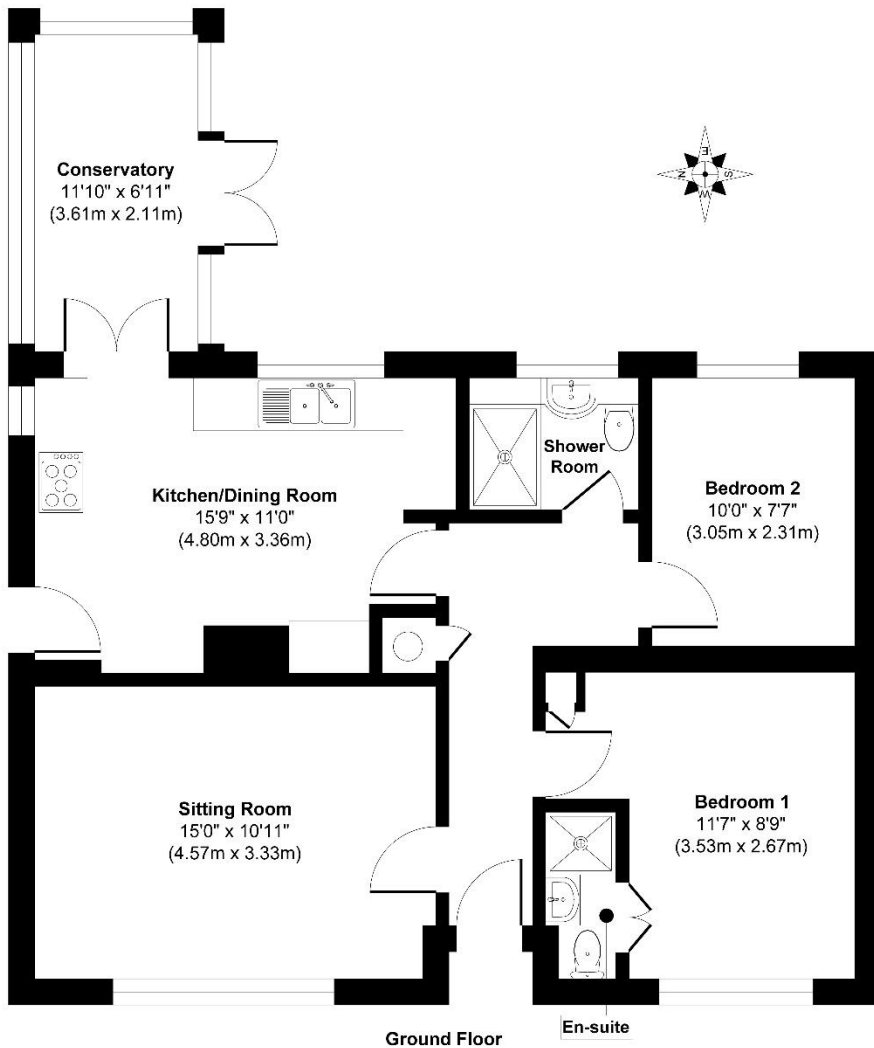 Conservatory
11'10" x 6'11"
(3.61m x 2.11m)
E
N
S
W
Shower
Room
Kitchen/Dining Room
15'9" x 11'0"
(4.80m x 3.36m)
Bedroom 2
10'0" x 7'7"
(3.05m x 2.31m)
Sitting Room
15'0" x 10'11"
(4.57m x 3.33m)
Bedroom 1
11'7" x 8'9"
(3.53m x 2.67m)
En-suite
Ground Floor